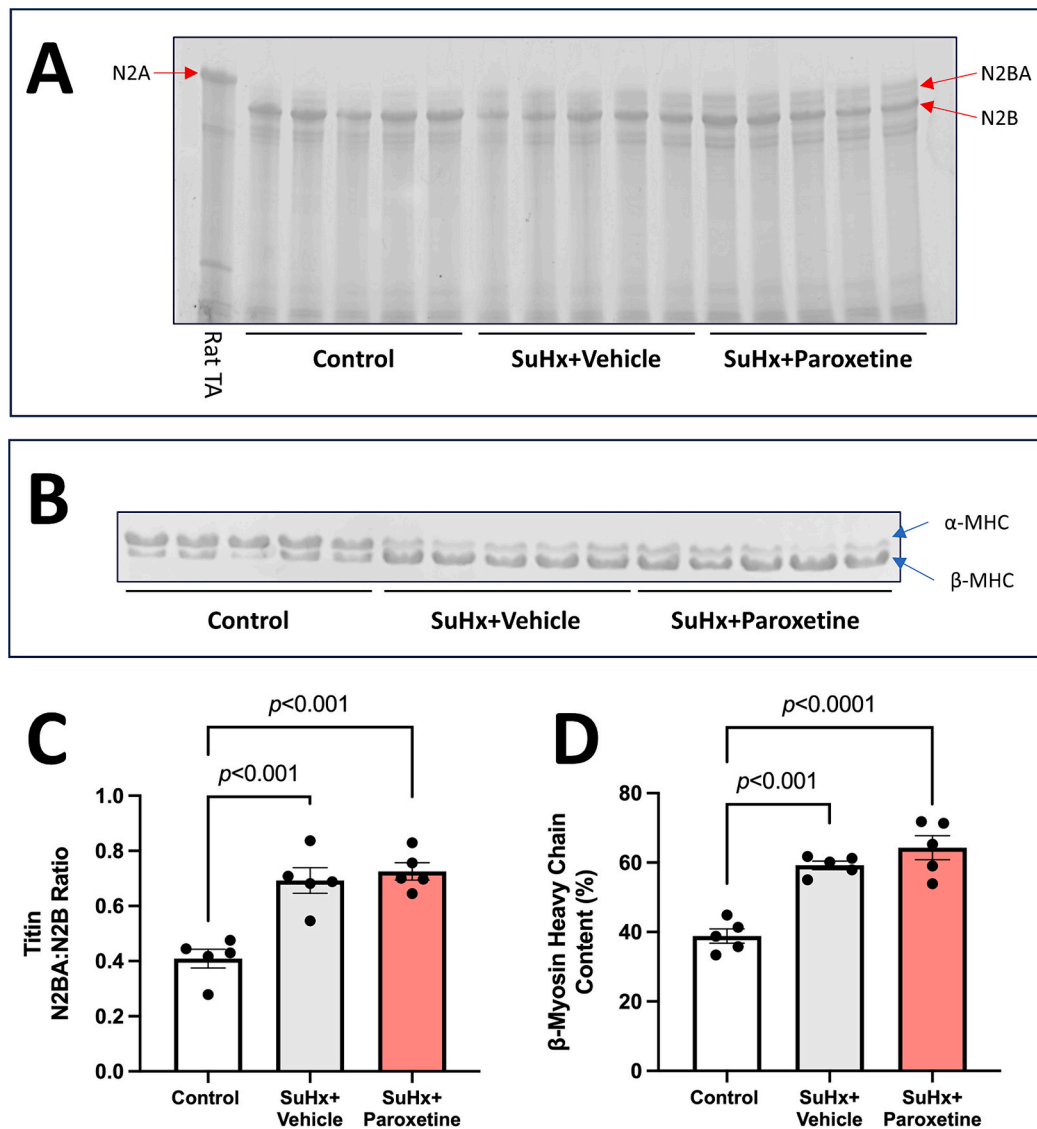 A
N2A
N2BA
N2B
Rat TA
Control
SuHx+Vehicle
SuHx+Paroxetine
B
α-MHC
β-MHC
Control
SuHx+Vehicle
SuHx+Paroxetine
C
p<0.001
p<0.001
Titin
N2BA:N2B Ratio
1.0
0.8
0.6
0.4
0.2
0.0
Control
SuHx+
Vehicle
SuHx+
Paroxetine
D
p<0.0001
p<0.001
β-Myosin Heavy Chain
Content (%)
80
60
40
20
0
Control
SuHx+
Vehicle
SuHx+
Paroxetine